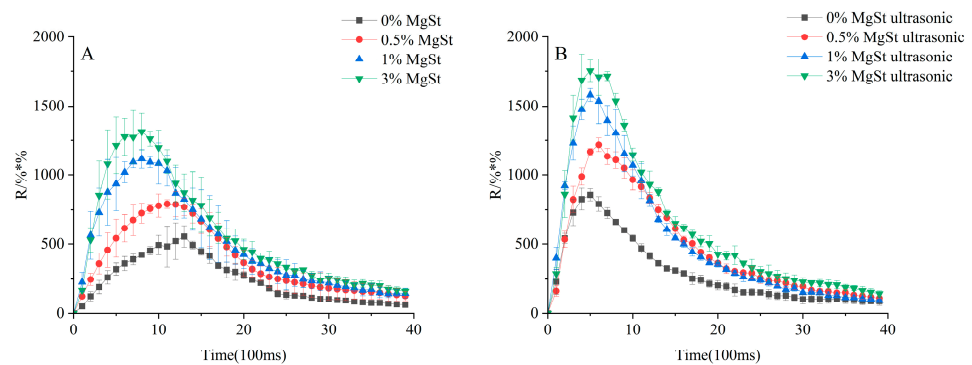 0% MgSt
0.5% MgSt
1% MgSt
3% MgSt
A
2000
1500
1000
500
0
R/%*%
0
10
20
30
40
Time(100ms)
0% MgSt ultrasonic
0.5% MgSt ultrasonic
1% MgSt ultrasonic
3% MgSt ultrasonic
B
2000
1500
1000
500
0
R/%*%
0
10
20
30
40
Time(100ms)